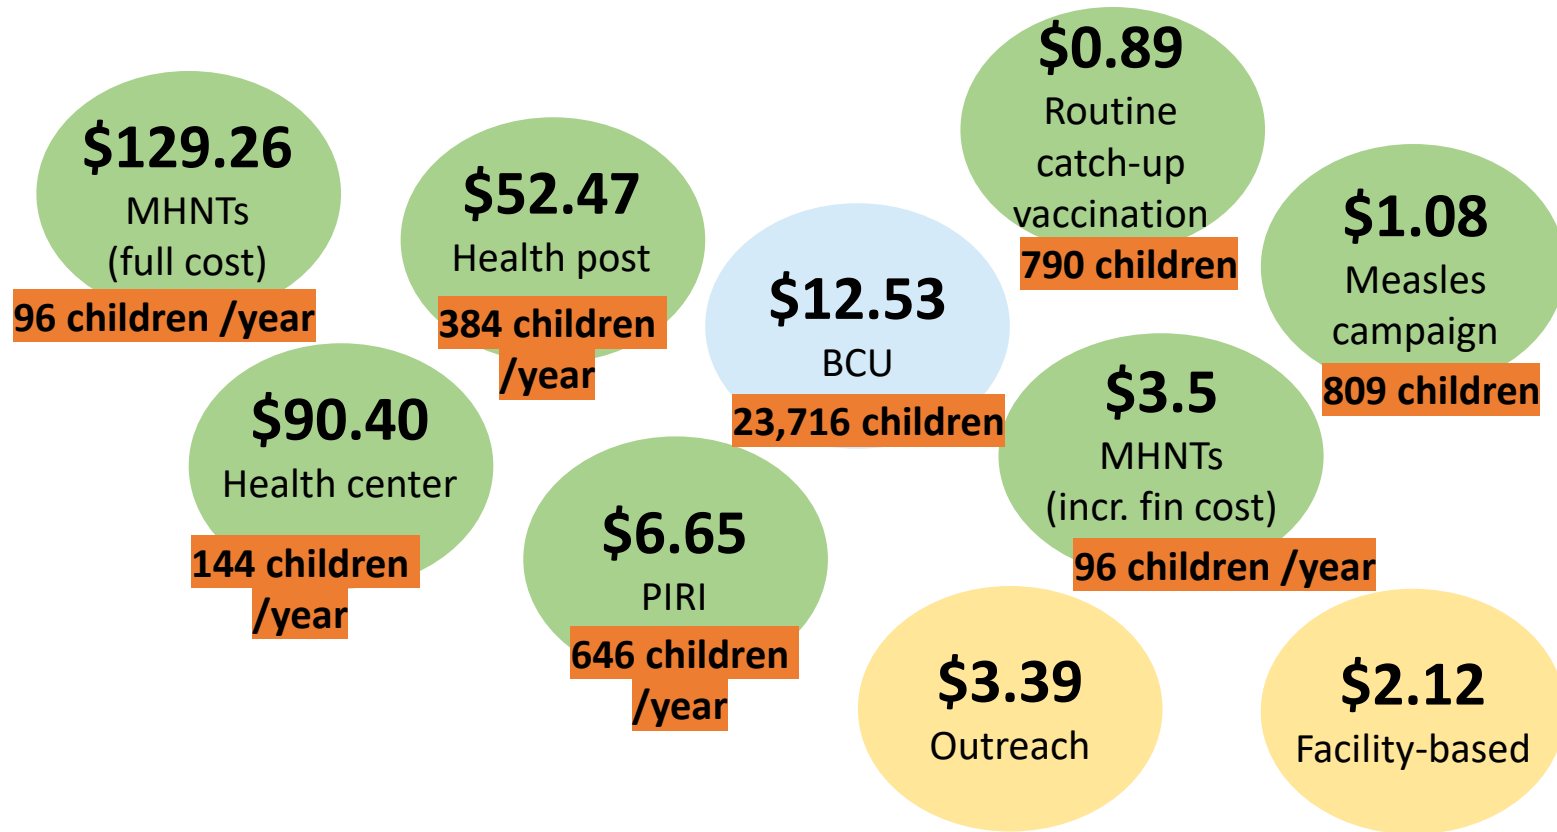 $129.26
MHNTs
(full cost)
96 children /year
$52.47
Health post
384 children
/year
$0.89
Routine
catch-up
vaccination
790 children
$1.08
Measles
campaign
809 children
$12.53
BCU
23,716 children
$90.40
Health center
144 children
/year
$3.5
MHNTs
(incr. fin cost)
96 children /year
$6.65
PIRI
646 children
/year
$3.39
Outreach
$2.12
Facility-based